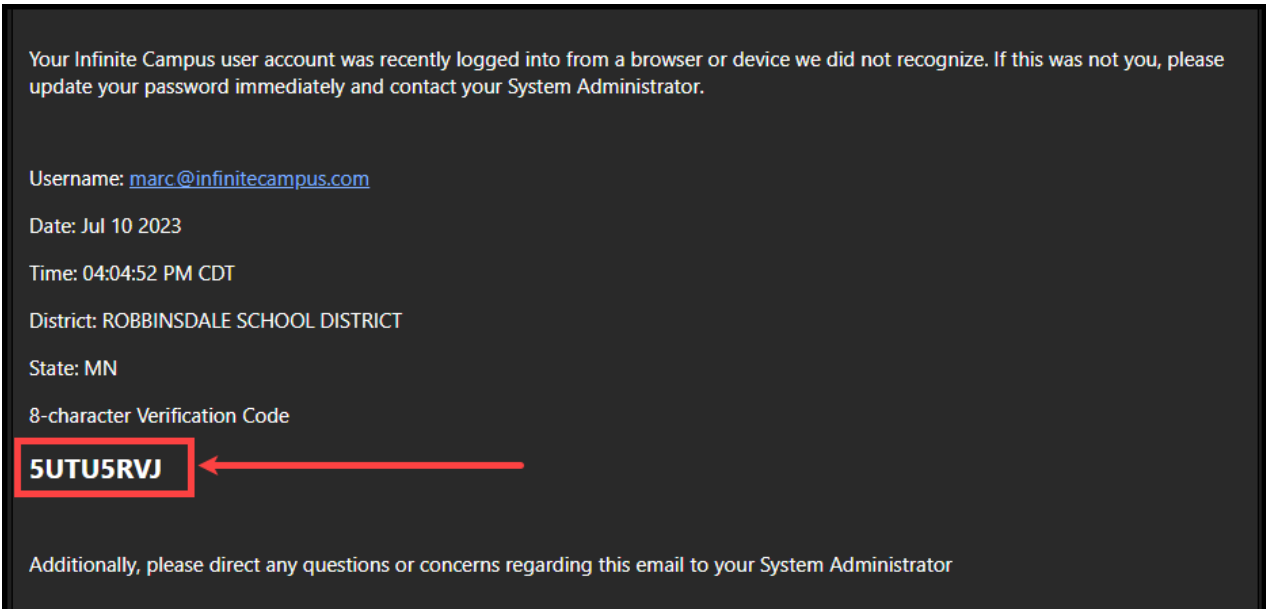 Your Infinite Campus user account was recently logged into from a browser or device we did not recognize. If this was not you, please
update your password immediately and contact your System Administrator.
Username: marc@infinitecampus.com
Date: Jul 10 2023
Time: 04:04:52 PM CDT
District: ROBBINSDALE SCHOOL DISTRICT
State: MN
8-character Verification Code
5UTU5RVJ
Additionally, please direct any questions or concerns regarding this email to your System Administrator